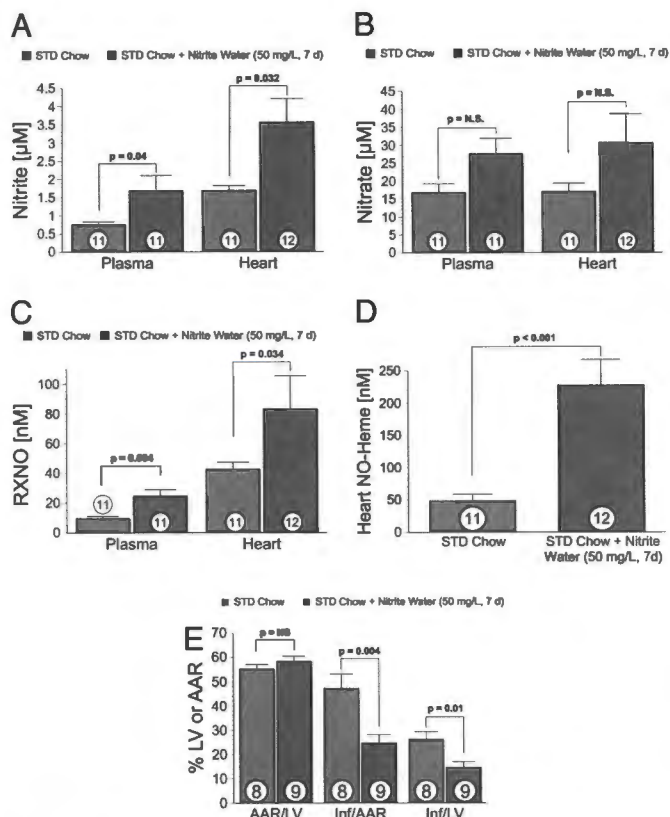 A
B
STD Chow STD Chow + Nitrite Water (50 mg/L, 7 d)
STD Chow STD Chow + Nitrite Water (50 mg/L, 7 d)
Nitrite [µM]
4.5
4
3.5
3
2.5
2
1.5
1
0.5
p = 0.04
p = 0.032
11
11
11
12
Plasma
Heart
Nitrate [µM]
45
40
35
30
25
20
15
10
5
0
p = N.S.
p = N.S.
11
11
11
12
Plasma
Heart
C
D
STD Chow STD Chow + Nitrite Water (50 mg/L, 7 d)
RXNO [nM]
100
80
60
40
20
0
p = 0.004
p = 0.034
11
11
11
12
Plasma
Heart
Heart NO-Heme [nM]
250
200
150
100
50
0
p < 0.001
11
12
STD Chow
STD Chow + Nitrite
Water (50 mg/L, 7d)
STD Chow STD Chow + Nitrite Water (50 mg/L, 7 d)
E
% LV or AAR
70
60
50
40
30
20
10
0
p = NS
p = 0.004
p = 0.01
8
9
8
9
8
9
AAR/LV
Inf/AAR
Inf/LV